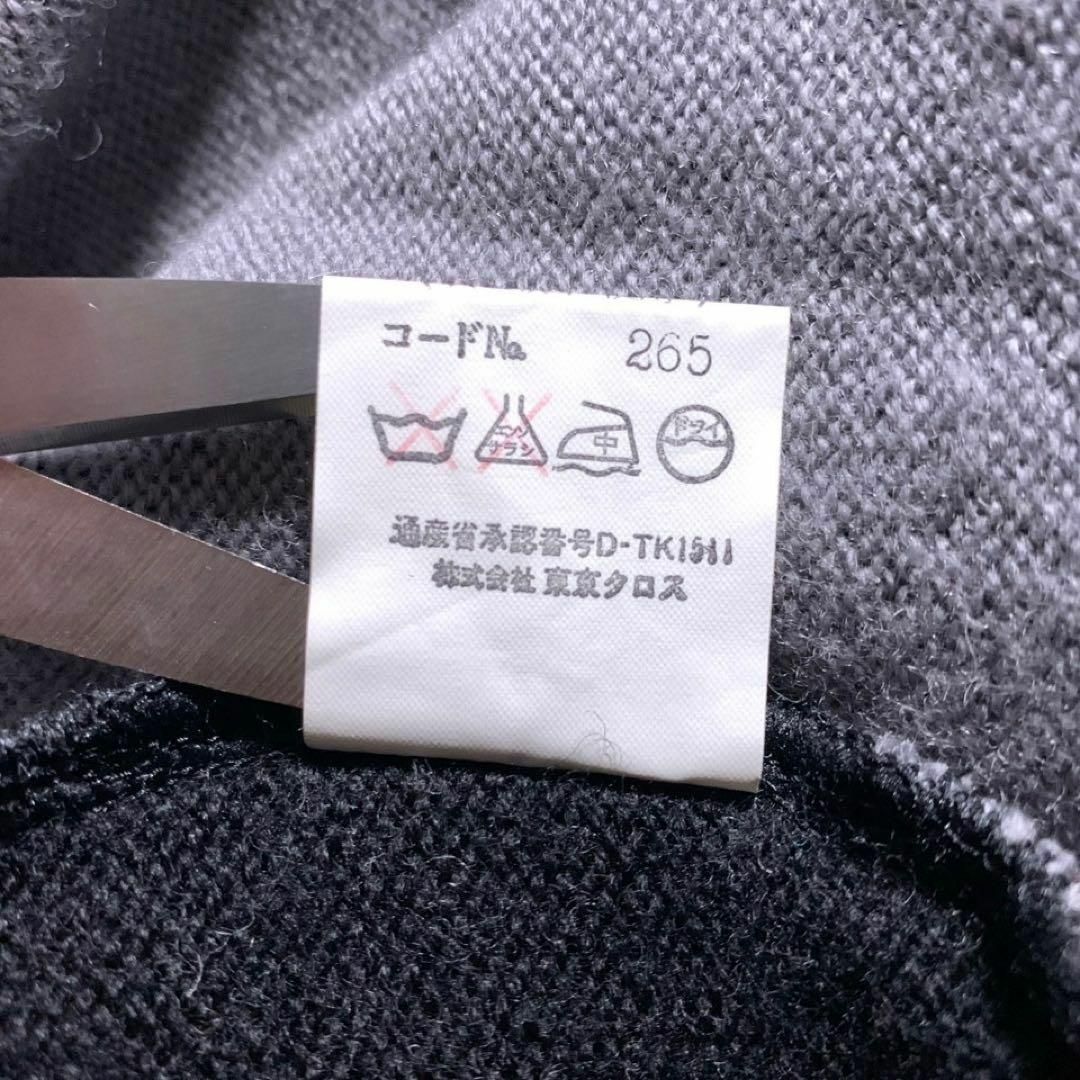 コードNo. 265
エンソ サラシ 中 ドライ
通産省承認番号D-TK1511
株式会社 東京クロス